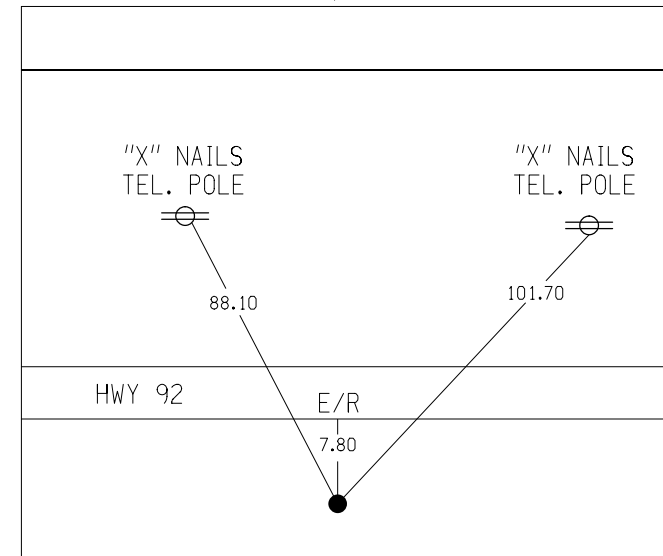 "X" NAILS
TEL. POLE
"X" NAILS
TEL. POLE
88.10
101.70
HWY 92
E/R
7.80